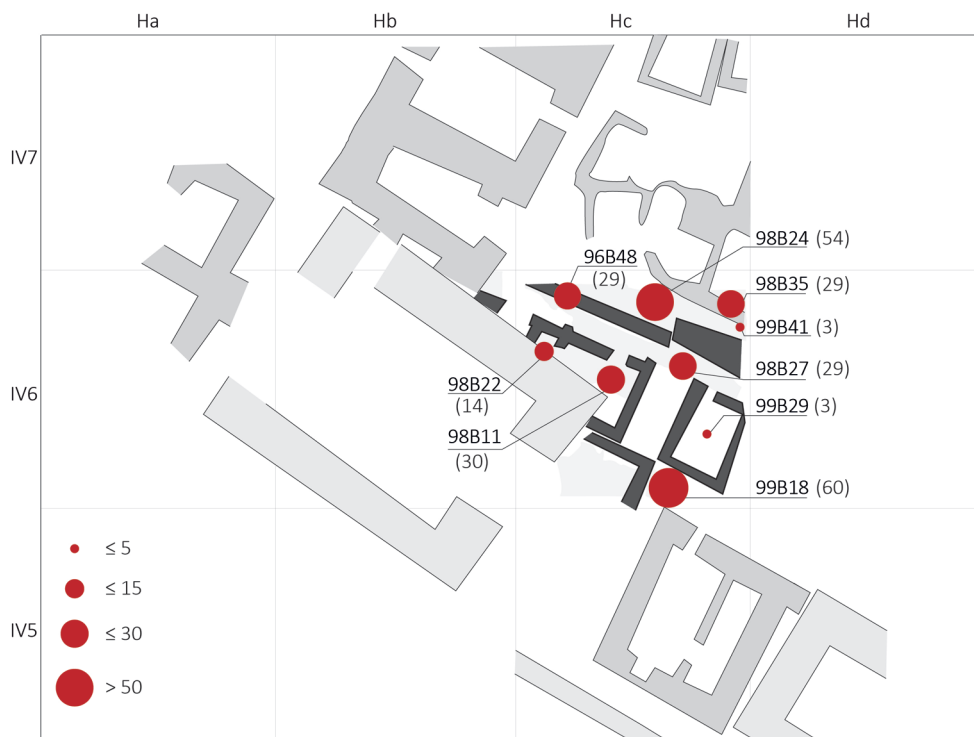 Ha Hb Hc Hd
IV7
98B24 (54)
96B48
(29)
98B35 (29)
99B41 (3)
98B27 (29)
IV6
98B22
(14)
99B29 (3)
98B11
(30)
99B18 (60)
≤ 5
≤ 15
IV5
≤ 30
> 50